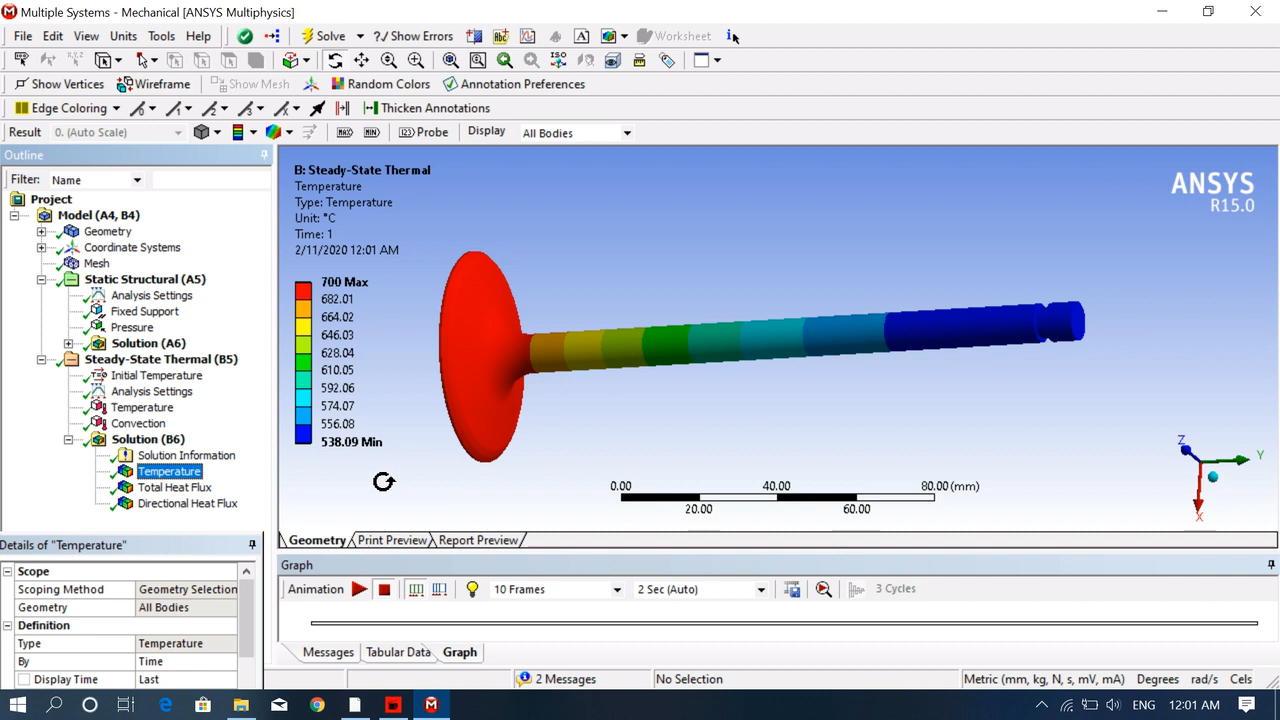 Multiple Systems - Mechanical [ANSYS Multiphysics]
File Edit View Units Tools Help Solve ?/ Show Errors Worksheet
Show Vertices Wireframe Show Mesh Random Colors Annotation Preferences
Edge Coloring Thicken Annotations
Result 0. (Auto Scale) MAX MIN 123 Probe Display All Bodies
Outline
Filter: Name
Project
Model (A4, B4)
Geometry
Coordinate Systems
Mesh
Static Structural (A5)
Analysis Settings
Fixed Support
Pressure
Solution (A6)
Steady-State Thermal (B5)
Initial Temperature
Analysis Settings
Temperature
Convection
Solution (B6)
Solution Information
Temperature
Total Heat Flux
Directional Heat Flux
Details of "Temperature"
Scope
Scoping Method Geometry Selection
Geometry All Bodies
Definition
Type Temperature
By Time
Display Time Last
B: Steady-State Thermal
Temperature
Type: Temperature
Unit: °C
Time: 1
2/11/2020 12:01 AM
700 Max
682.01
664.02
646.03
628.04
610.05
592.06
574.07
556.08
538.09 Min
ANSYS
R15.0
0.00 40.00 80.00 (mm)
20.00 60.00
Z
Y
X
Geometry Print Preview Report Preview
Graph
Animation 10 Frames 2 Sec (Auto) 3 Cycles
Messages Tabular Data Graph
2 Messages No Selection Metric (mm, kg, N, s, mV, mA) Degrees rad/s Cels
ENG 12:01 AM